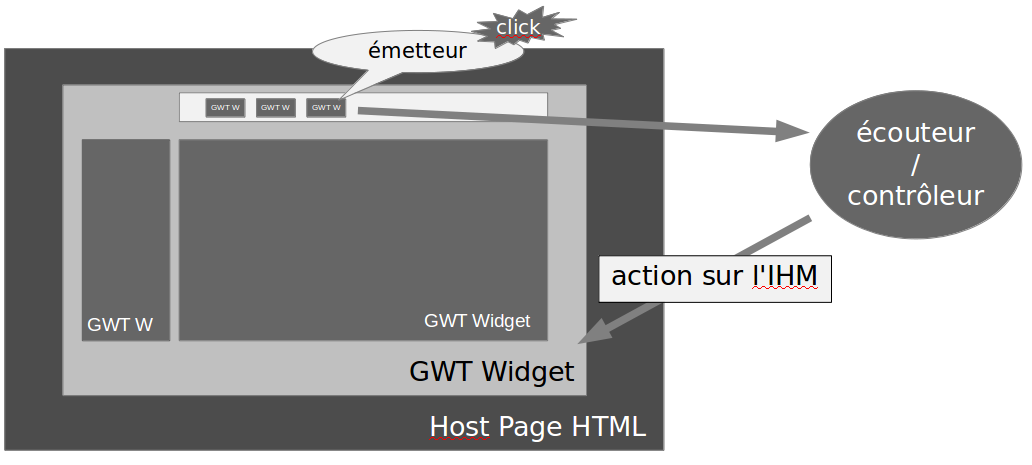 click
émetteur
GWT W GWT W GWT W
écouteur
/
contrôleur
action sur l'IHM
GWT W
GWT Widget
GWT Widget
Host Page HTML